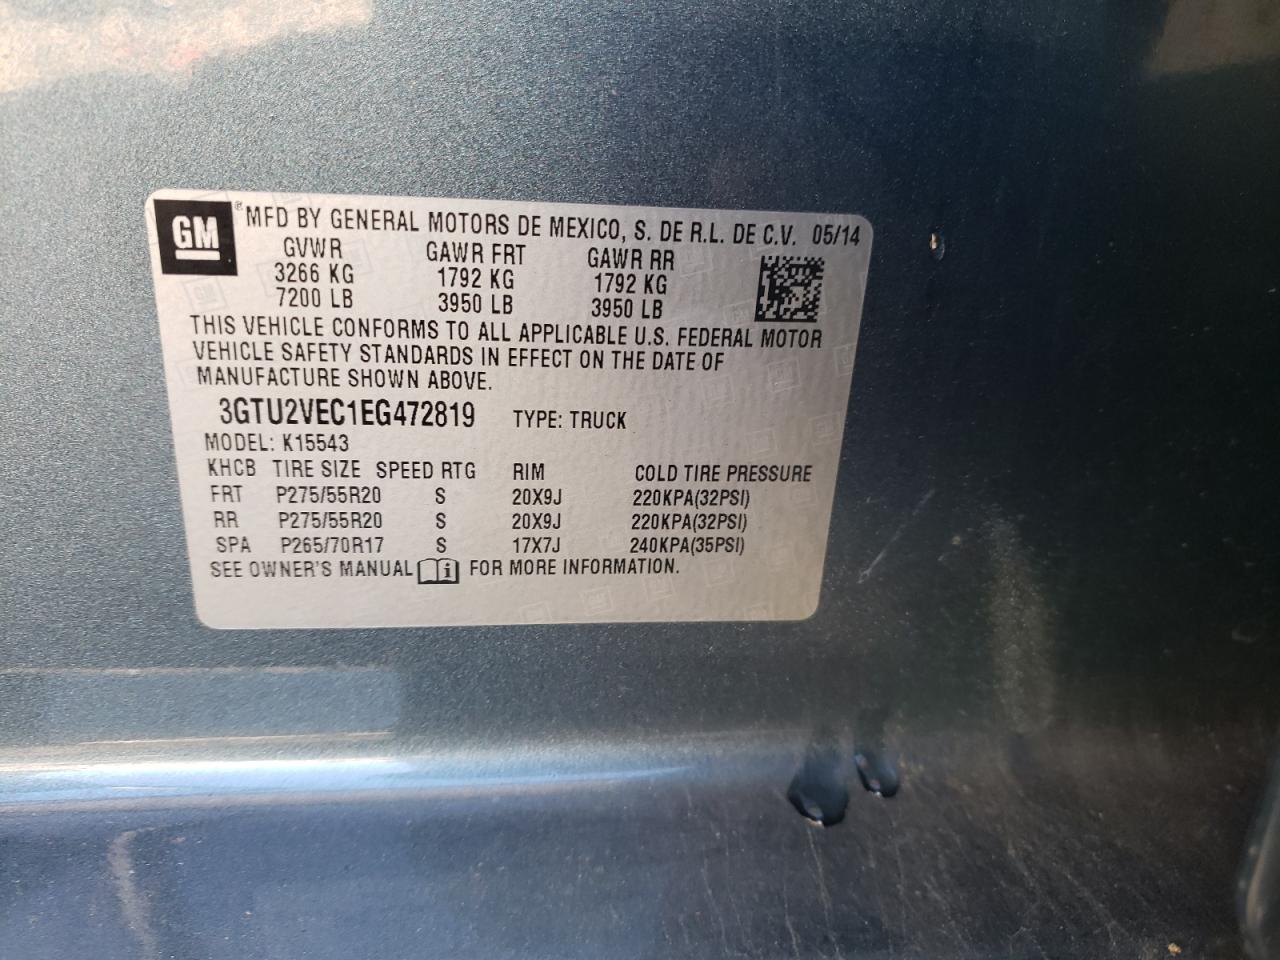 GM ® MFD BY GENERAL MOTORS DE MEXICO, S. DE R.L. DE C.V. 05/14
GVWR GAWR FRT GAWR RR
3266 KG 1792 KG 1792 KG
7200 LB 3950 LB 3950 LB
THIS VEHICLE CONFORMS TO ALL APPLICABLE U.S. FEDERAL MOTOR
VEHICLE SAFETY STANDARDS IN EFFECT ON THE DATE OF
MANUFACTURE SHOWN ABOVE.
3GTU2VEC1EG472819 TYPE: TRUCK
MODEL: K15543
KHCB TIRE SIZE SPEED RTG RIM COLD TIRE PRESSURE
FRT P275/55R20 S 20X9J 220KPA(32PSI)
RR P275/55R20 S 20X9J 220KPA(32PSI)
SPA P265/70R17 S 17X7J 240KPA(35PSI)
SEE OWNER'S MANUAL i FOR MORE INFORMATION.